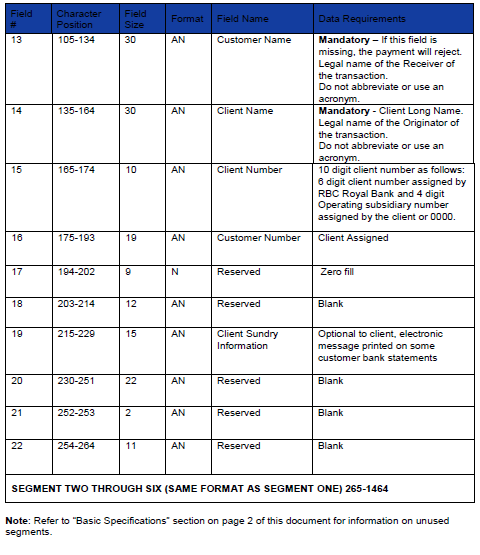 Field # Character Position Field Size Format Field Name Data Requirements
13 105-134 30 AN Customer Name Mandatory – If this field is
missing, the payment will reject.
Legal name of the Receiver of
the transaction.
Do not abbreviate or use an
acronym.
14 135-164 30 AN Client Name Mandatory - Client Long Name.
Legal name of the Originator of
the transaction.
Do not abbreviate or use an
acronym.
15 165-174 10 AN Client Number 10 digit client number as follows:
6 digit client number assigned by
RBC Royal Bank and 4 digit
Operating subsidiary number
assigned by the client or 0000.
16 175-193 19 AN Customer Number Client Assigned
17 194-202 9 N Reserved Zero fill
18 203-214 12 AN Reserved Blank
19 215-229 15 AN Client Sundry Information Optional to client, electronic
message printed on some
customer bank statements
20 230-251 22 AN Reserved Blank
21 252-253 2 AN Reserved Blank
22 254-264 11 AN Reserved Blank
SEGMENT TWO THROUGH SIX (SAME FORMAT AS SEGMENT ONE) 265-1464
Note: Refer to "Basic Specifications" section on page 2 of this document for information on unused
segments.